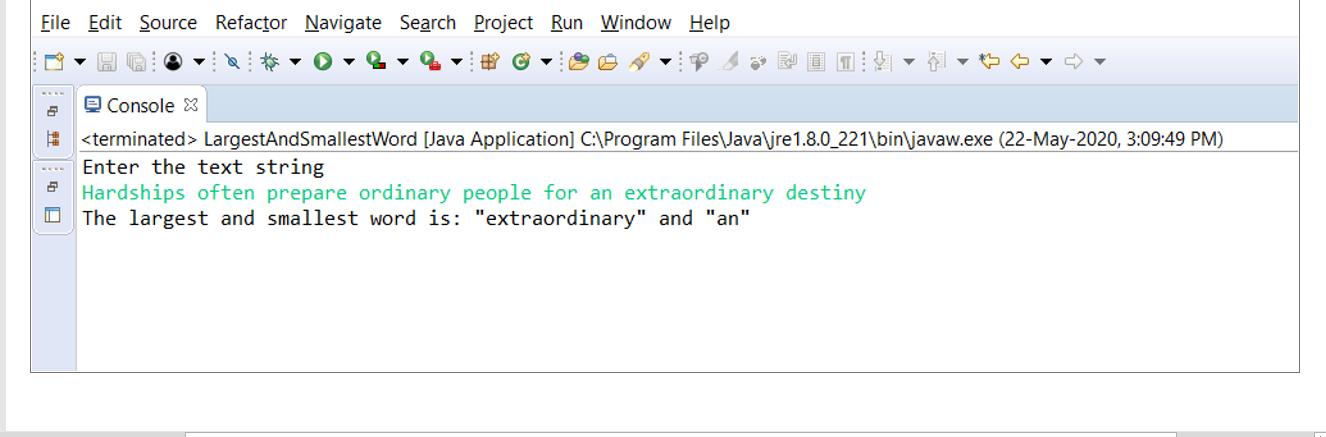 File Edit Source Refactor Navigate Search Project Run Window Help
Console
<terminated> LargestAndSmallestWord [Java Application] C:\Program Files\Java\jre1.8.0_221\bin\javaw.exe (22-May-2020, 3:09:49 PM)
Enter the text string
Hardships often prepare ordinary people for an extraordinary destiny
The largest and smallest word is: "extraordinary" and "an"